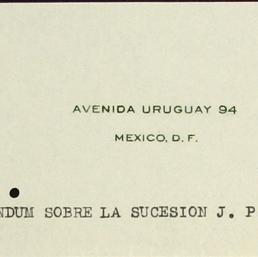 AVENIDA URUGUAY 94
MEXICO, D. F.
NDUM SOBRE LA SUCESION J. P